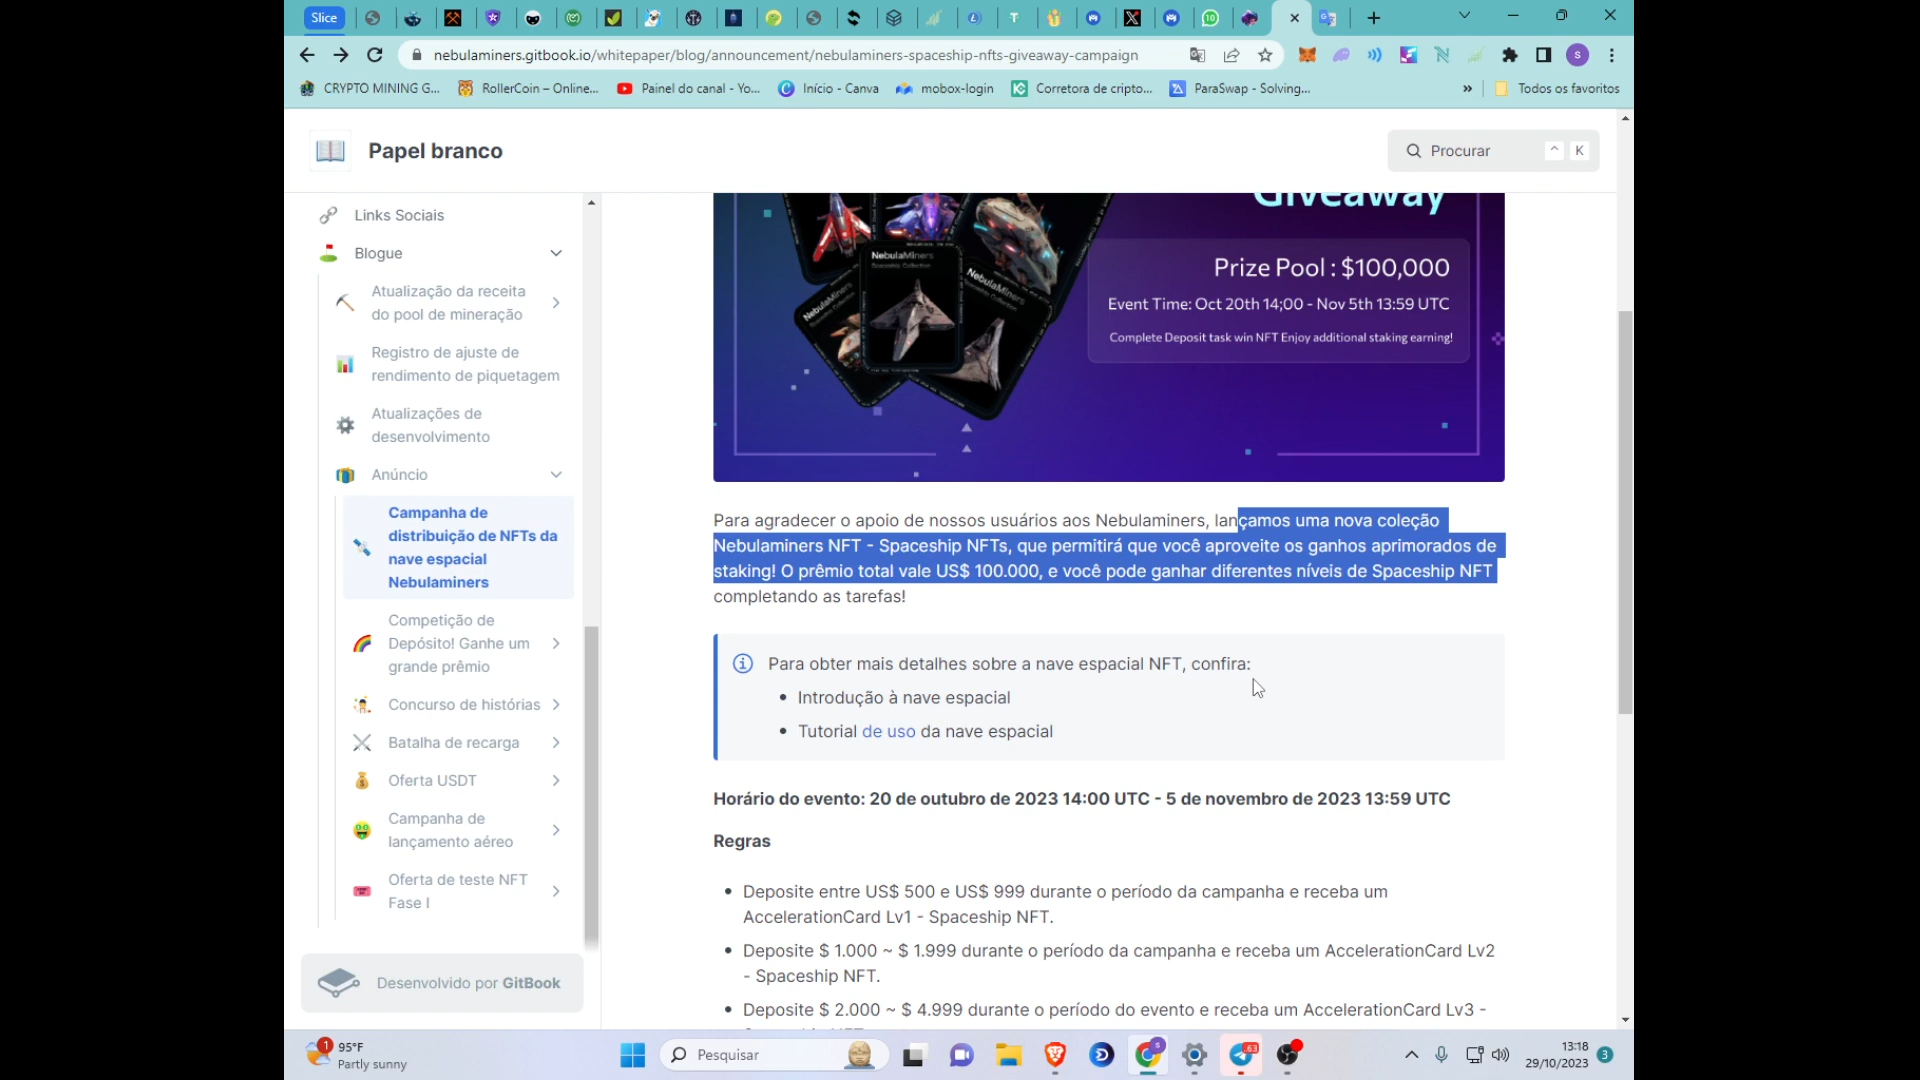 Slice
nebulaminers.gitbook.io/whitepaper/blog/announcement/nebulaminers-spaceship-nfts-giveaway-campaign
CRYPTO MINING G...
RollerCoin – Online...
Painel do canal - Yo...
Início - Canva
mobox-login
Corretora de cripto...
ParaSwap - Solving...
»
Todos os favoritos
Papel branco
Procurar
^ K
Links Sociais
Blogue
Atualização da receita
do pool de mineração
Registro de ajuste de
rendimento de piquetagem
Atualizações de
desenvolvimento
Anúncio
Campanha de
distribuição de NFTs da
nave espacial
Nebulaminers
Competição de
Depósito! Ganhe um
grande prêmio
Concurso de histórias
Batalha de recarga
Oferta USDT
Campanha de
lançamento aéreo
Oferta de teste NFT
Fase I
Desenvolvido por GitBook
Giveaway
Prize Pool : $100,000
Event Time: Oct 20th 14;00 - Nov 5th 13:59 UTC
Complete Deposit task win NFT Enjoy additional staking earning!
NebulaMiners
Spaceship Collection
NebulaMiners
NebulaMiners
Para agradecer o apoio de nossos usuários aos Nebulaminers, lançamos uma nova coleção
Nebulaminers NFT - Spaceship NFTs, que permitirá que você aproveite os ganhos aprimorados de
staking! O prêmio total vale US$ 100.000, e você pode ganhar diferentes níveis de Spaceship NFT
completando as tarefas!
Para obter mais detalhes sobre a nave espacial NFT, confira:
• Introdução à nave espacial
• Tutorial de uso da nave espacial
Horário do evento: 20 de outubro de 2023 14:00 UTC - 5 de novembro de 2023 13:59 UTC
Regras
• Deposite entre US$ 500 e US$ 999 durante o período da campanha e receba um
AccelerationCard Lv1 - Spaceship NFT.
• Deposite $ 1.000 ~ $ 1.999 durante o período da campanha e receba um AccelerationCard Lv2
- Spaceship NFT.
• Deposite $ 2.000 ~ $ 4.999 durante o período do evento e receba um AccelerationCard Lv3 -
1
95°F
Partly sunny
Pesquisar
63
13:18
29/10/2023
3